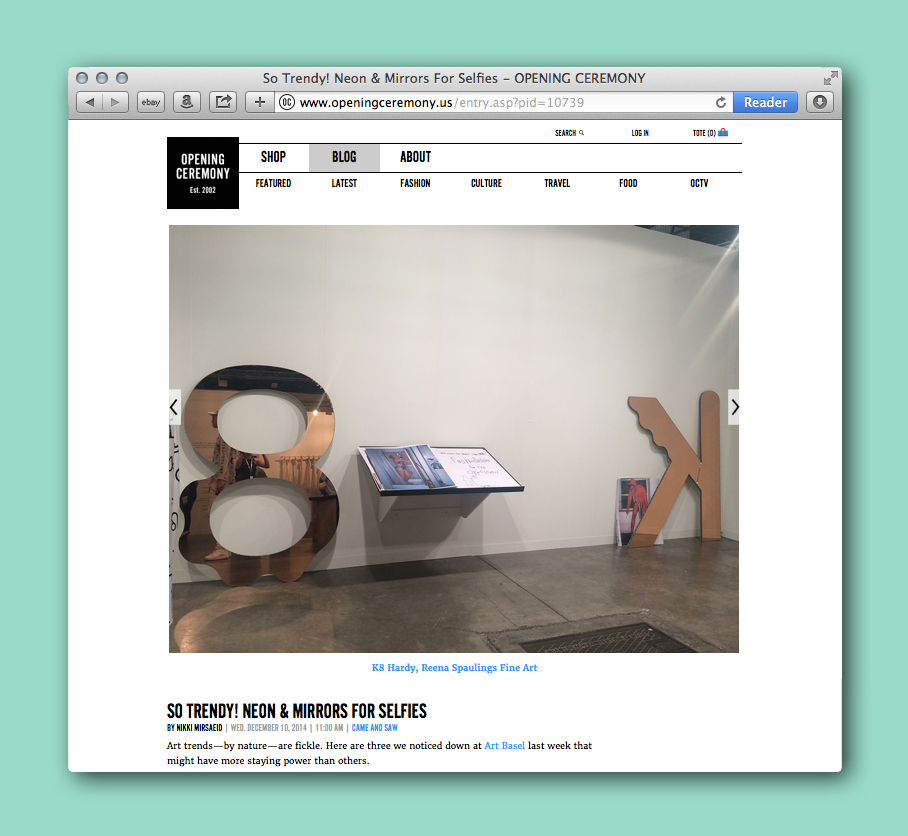 So Trendy! Neon & Mirrors For Selfies – OPENING CEREMONY
ebay
a
OC www.openingceremony.us/entry.asp?pid=10739 Reader
SEARCH LOG IN TOTE (0)
OPENING
CEREMONY
Est. 2002
SHOP BLOG ABOUT
FEATURED LATEST FASHION CULTURE TRAVEL FOOD OCTV
8
K8 Hardy, Reena Spaulings Fine Art
SO TRENDY! NEON & MIRRORS FOR SELFIES
BY NIKKI MIRSAEID | WED. DECEMBER 10, 2014 | 11:00 AM | CAME AND SAW
Art trends—by nature—are fickle. Here are three we noticed down at Art Basel last week that
might have more staying power than others.